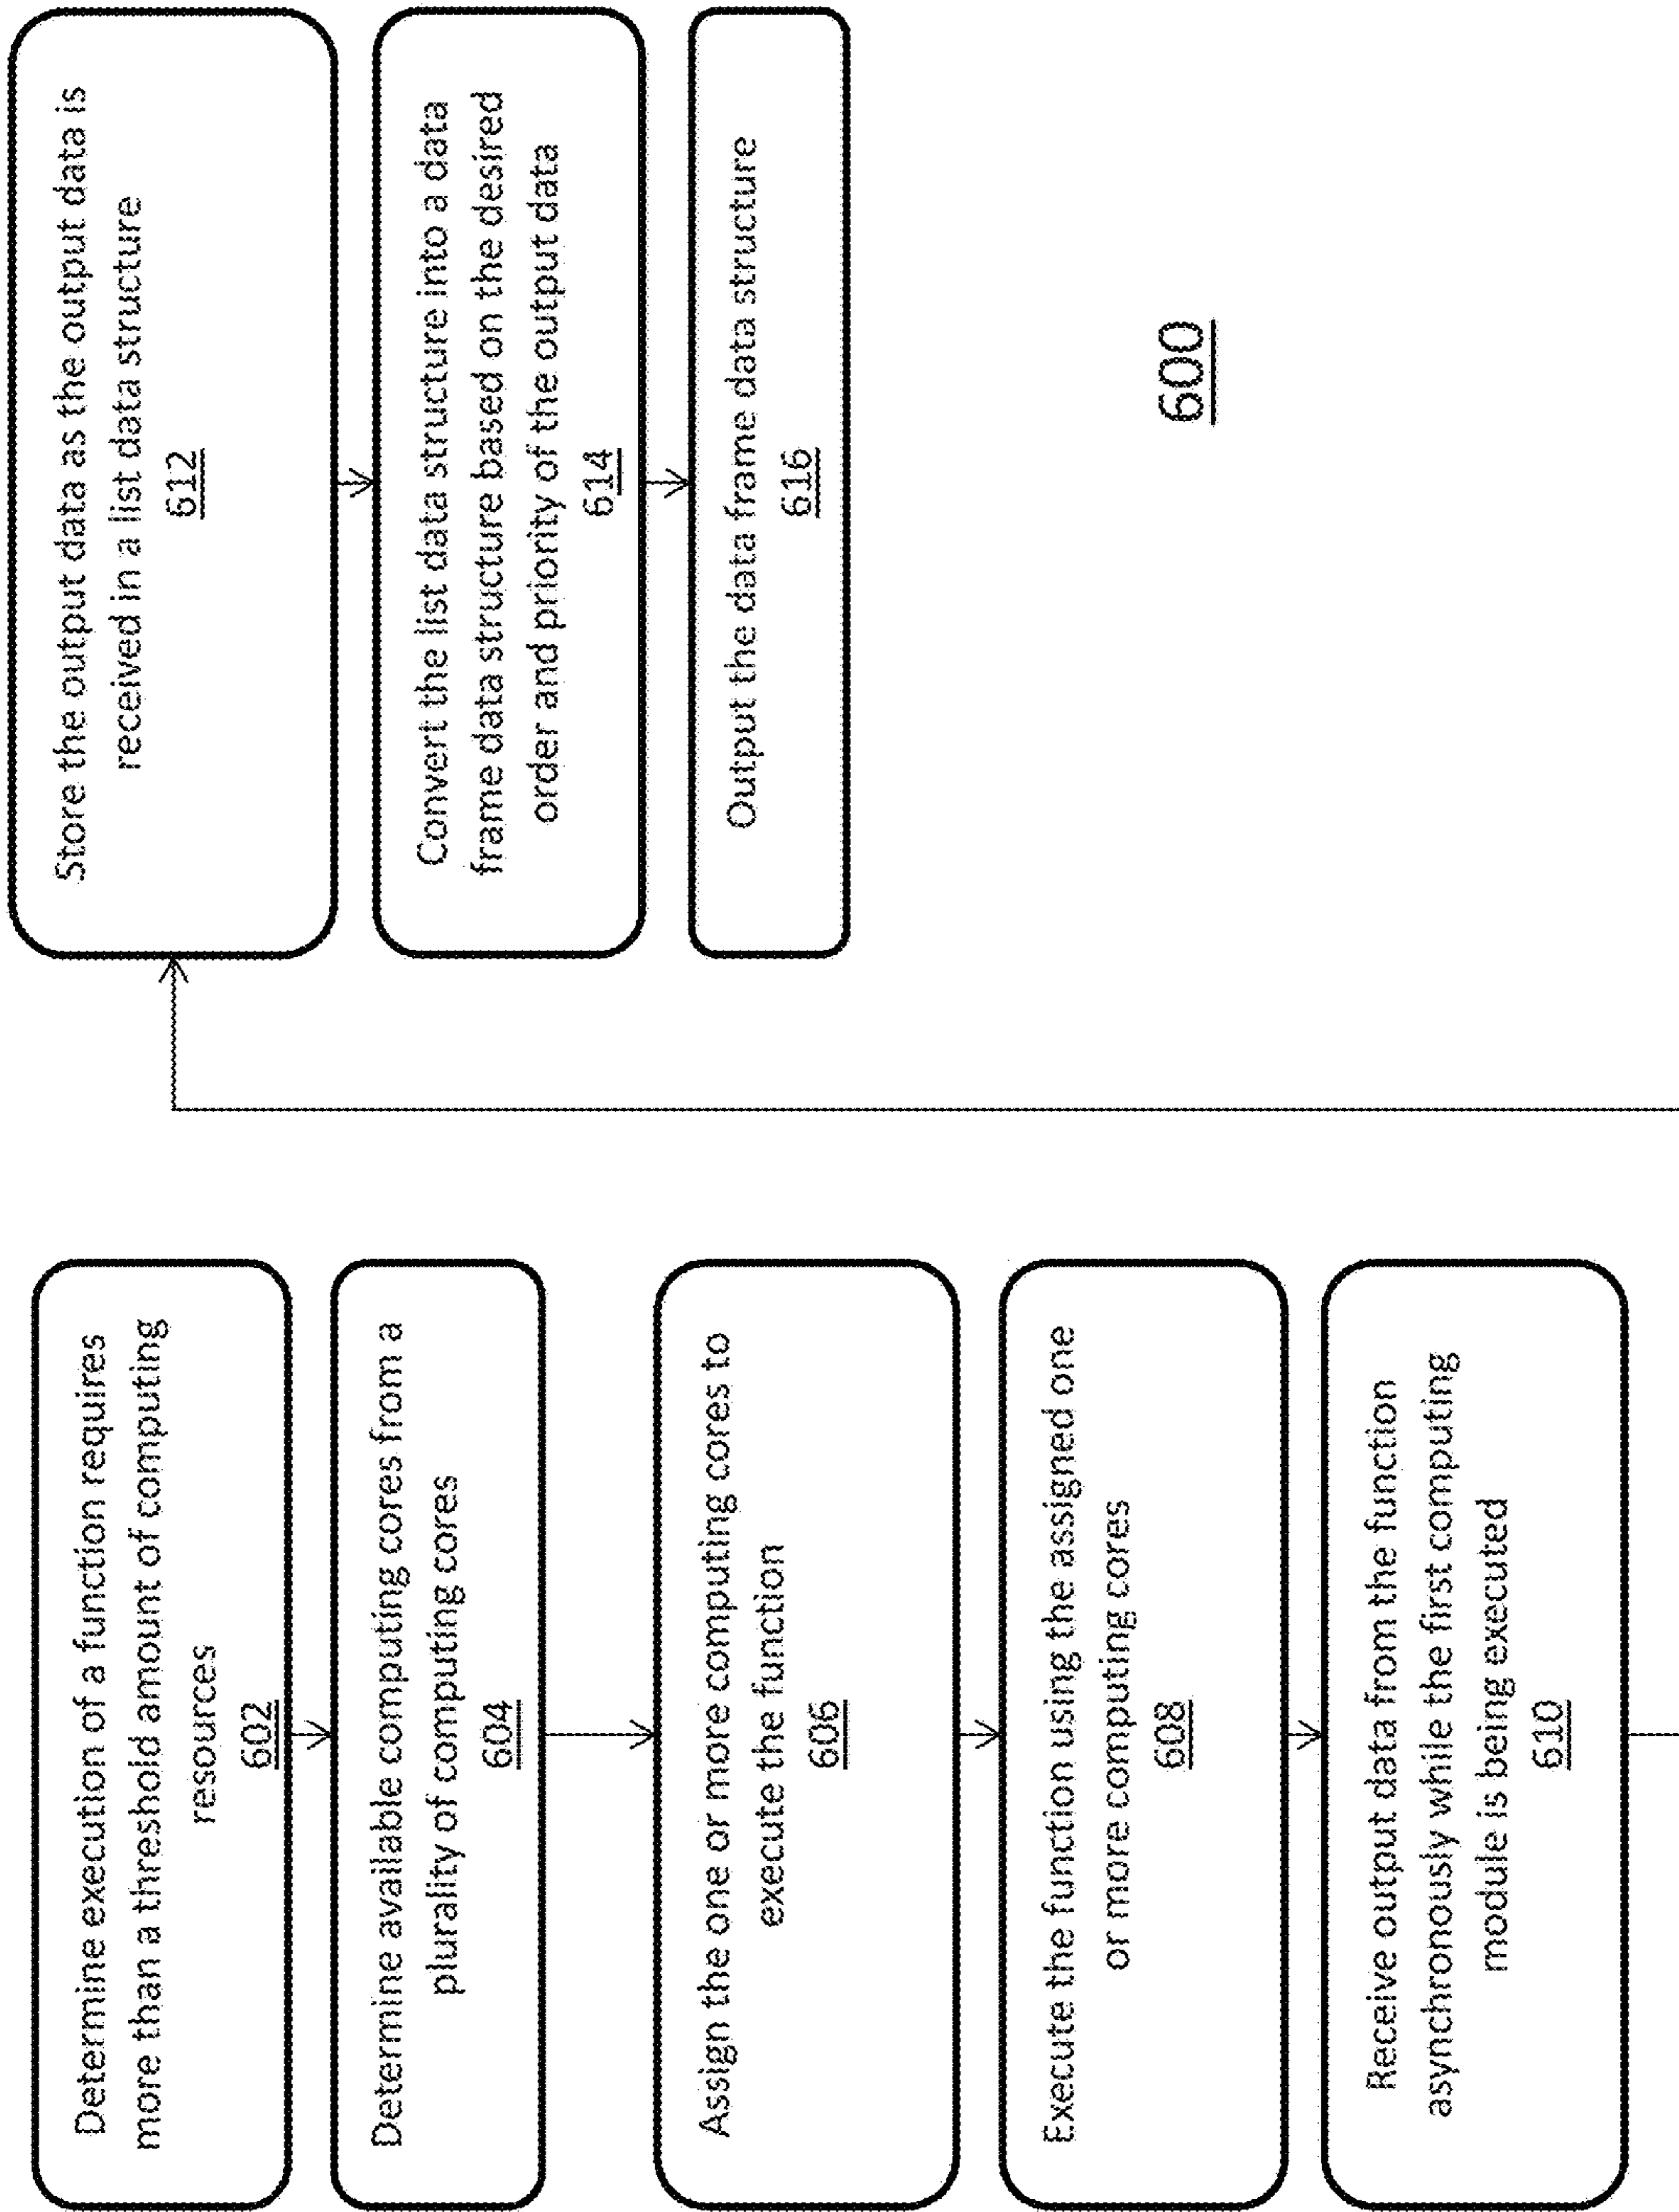 Determine execution of a function requires
more than a threshold amount of computing
resources
602
Determine available computing cores from a
plurality of computing cores
604
Assign the one or more computing cores to
execute the function
606
Execute the function using the assigned one
or more computing cores
608
Receive output data from the function
asynchronously while the first computing
module is being executed
610
Store the output data as the output data is
received in a list data structure
612
Convert the list data structure into a data
frame data structure based on the desired
order and priority of the output data
614
Output the data frame data structure
616
600